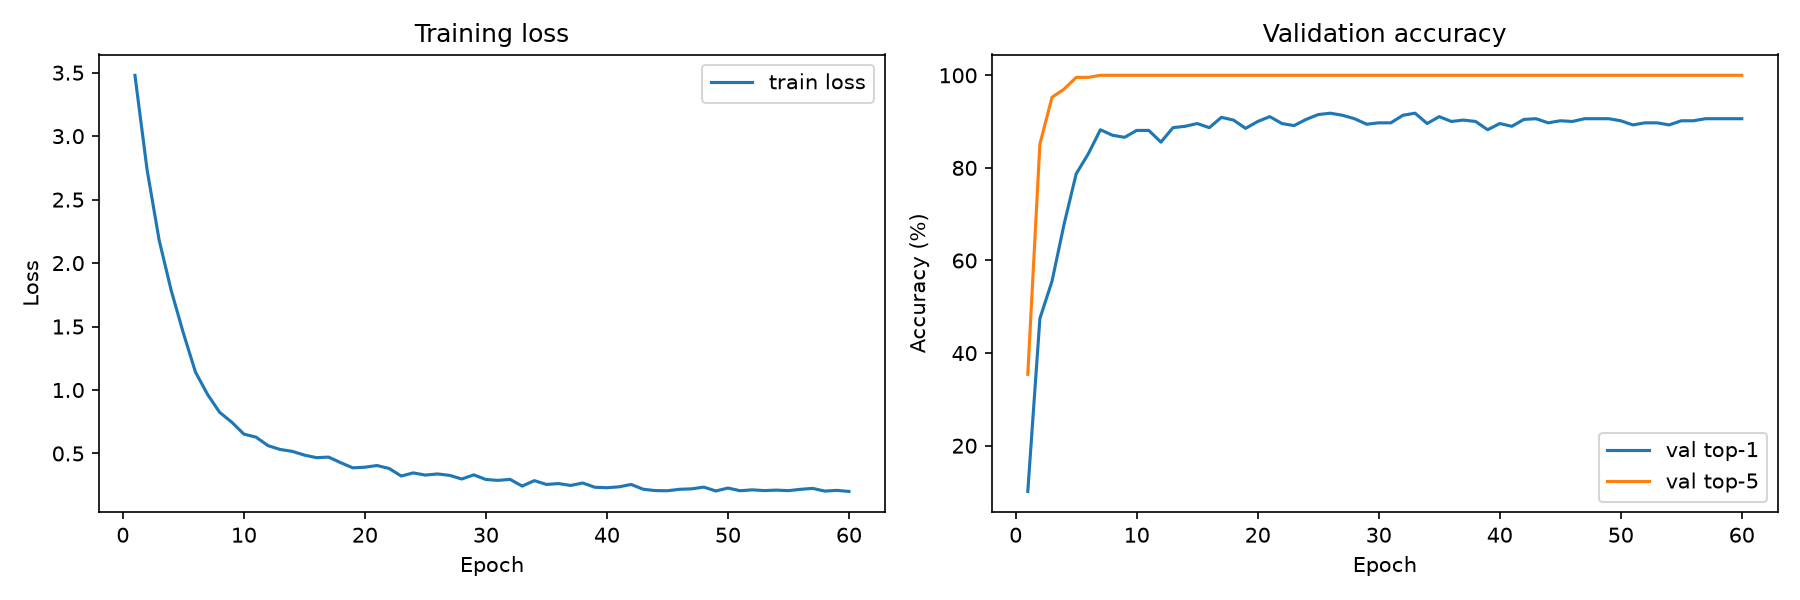 Training loss
3.5
3.0
2.5
2.0
1.5
1.0
0.5
Loss
train loss
0 10 20 30 40 50 60
Epoch
Validation accuracy
100
80
60
40
20
Accuracy (%)
val top-1
val top-5
0 10 20 30 40 50 60
Epoch